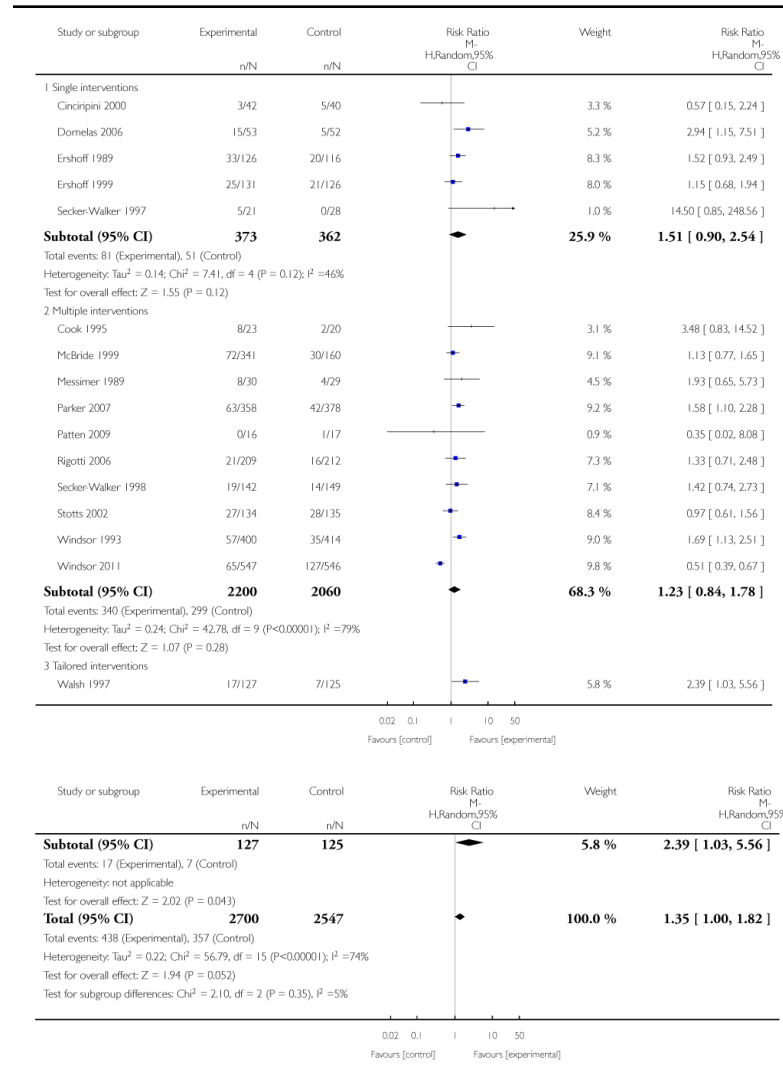 Study or subgroup Experimental Control Risk Ratio Weight Risk Ratio
M- M-
H,Random,95% H,Random,95%
n/N n/N CI CI
1 Single interventions
Cinciripini 2000 3/42 5/40 3.3 % 0.57 [ 0.15, 2.24 ]
Dornelas 2006 15/53 5/52 5.2 % 2.94 [ 1.15, 7.51 ]
Ershoff 1989 33/126 20/116 8.3 % 1.52 [ 0.93, 2.49 ]
Ershoff 1999 25/131 21/126 8.0 % 1.15 [ 0.68, 1.94 ]
Secker-Walker 1997 5/21 0/28 1.0 % 14.50 [ 0.85, 248.56 ]
Subtotal (95% CI) 373 362 25.9 % 1.51 [ 0.90, 2.54 ]
Total events: 81 (Experimental), 51 (Control)
Heterogeneity: Tau² = 0.14; Chi² = 7.41, df = 4 (P = 0.12); I² =46%
Test for overall effect: Z = 1.55 (P = 0.12)
2 Multiple interventions
Cook 1995 8/23 2/20 3.1 % 3.48 [ 0.83, 14.52 ]
McBride 1999 72/341 30/160 9.1 % 1.13 [ 0.77, 1.65 ]
Messimer 1989 8/30 4/29 4.5 % 1.93 [ 0.65, 5.73 ]
Parker 2007 63/358 42/378 9.2 % 1.58 [ 1.10, 2.28 ]
Patten 2009 0/16 1/17 0.9 % 0.35 [ 0.02, 8.08 ]
Rigotti 2006 21/209 16/212 7.3 % 1.33 [ 0.71, 2.48 ]
Secker-Walker 1998 19/142 14/149 7.1 % 1.42 [ 0.74, 2.73 ]
Stotts 2002 27/134 28/135 8.4 % 0.97 [ 0.61, 1.56 ]
Windsor 1993 57/400 35/414 9.0 % 1.69 [ 1.13, 2.51 ]
Windsor 2011 65/547 127/546 9.8 % 0.51 [ 0.39, 0.67 ]
Subtotal (95% CI) 2200 2060 68.3 % 1.23 [ 0.84, 1.78 ]
Total events: 340 (Experimental), 299 (Control)
Heterogeneity: Tau² = 0.24; Chi² = 42.78, df = 9 (P<0.00001); I² =79%
Test for overall effect: Z = 1.07 (P = 0.28)
3 Tailored interventions
Walsh 1997 17/127 7/125 5.8 % 2.39 [ 1.03, 5.56 ]
0.02 0.1 1 10 50
Favours [control] Favours [experimental]
Study or subgroup Experimental Control Risk Ratio Weight Risk Ratio
M- M-
H,Random,95% H,Random,95%
n/N n/N CI CI
Subtotal (95% CI) 127 125 5.8 % 2.39 [ 1.03, 5.56 ]
Total events: 17 (Experimental), 7 (Control)
Heterogeneity: not applicable
Test for overall effect: Z = 2.02 (P = 0.043)
Total (95% CI) 2700 2547 100.0 % 1.35 [ 1.00, 1.82 ]
Total events: 438 (Experimental), 357 (Control)
Heterogeneity: Tau² = 0.22; Chi² = 56.79, df = 15 (P<0.00001); I² =74%
Test for overall effect: Z = 1.94 (P = 0.052)
Test for subgroup differences: Chi² = 2.10, df = 2 (P = 0.35), I² =5%
0.02 0.1 1 10 50
Favours [control] Favours [experimental]